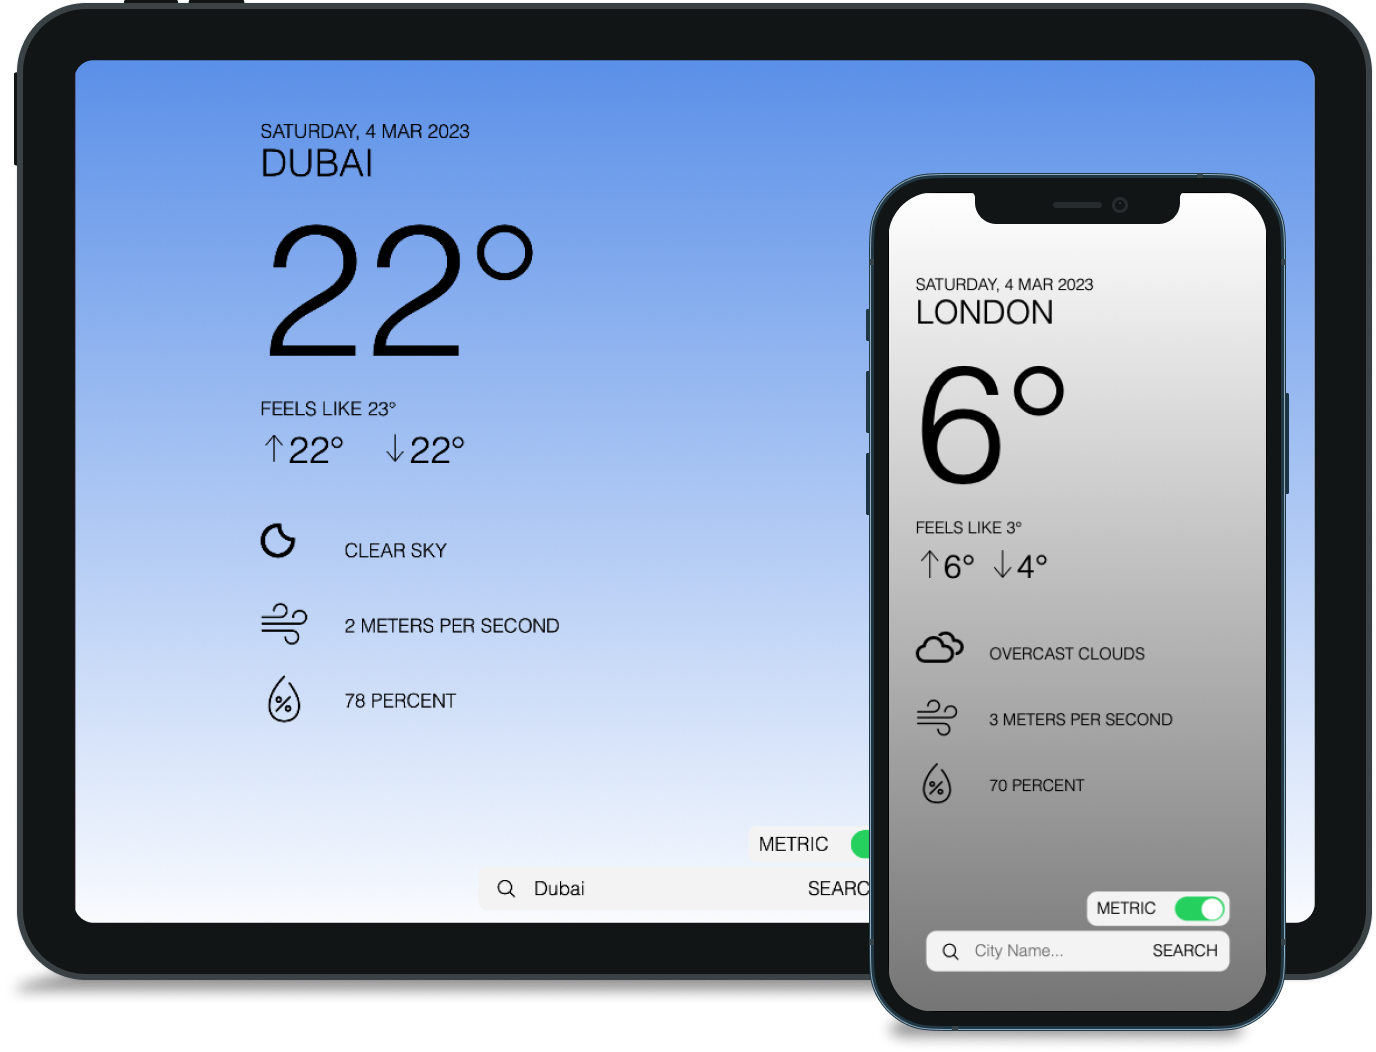 SATURDAY, 4 MAR 2023
DUBAI
22°
FEELS LIKE 23°
↑22° ↓22°
CLEAR SKY
2 METERS PER SECOND
78 PERCENT
METRIC
Dubai SEARC
SATURDAY, 4 MAR 2023
LONDON
6°
FEELS LIKE 3°
↑6° ↓4°
OVERCAST CLOUDS
3 METERS PER SECOND
70 PERCENT
METRIC
City Name... SEARCH